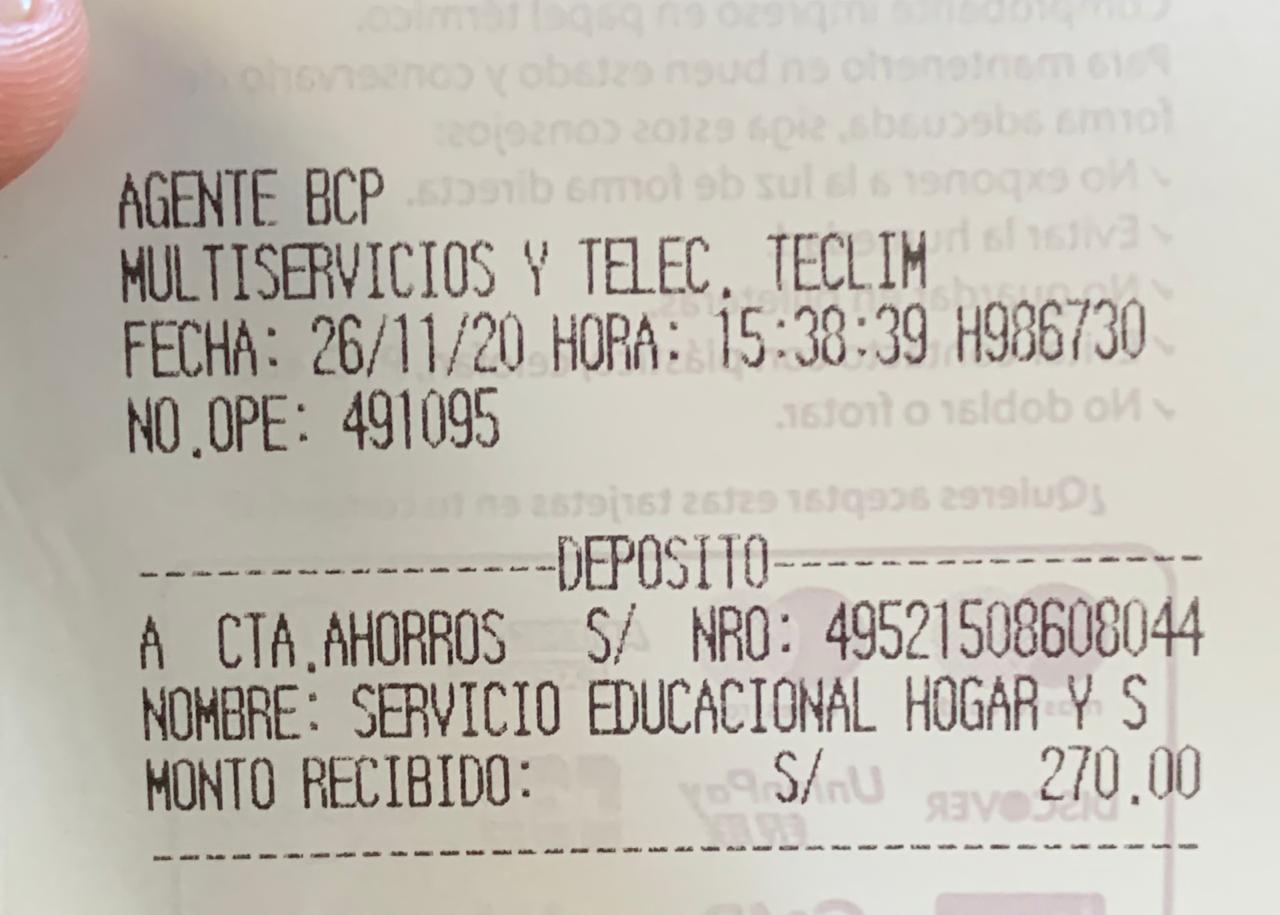 AGENTE BCP
MULTISERVICIOS Y TELEC. TECLIM
FECHA: 26/11/20 HORA: 15:38:39 H986730
NO.OPE: 491095
DEPOSITO
A CTA.AHORROS S/ NRO: 49521508608044
NOMBRE: SERVICIO EDUCACIONAL HOGAR Y S
MONTO RECIBIDO: S/ 270.00